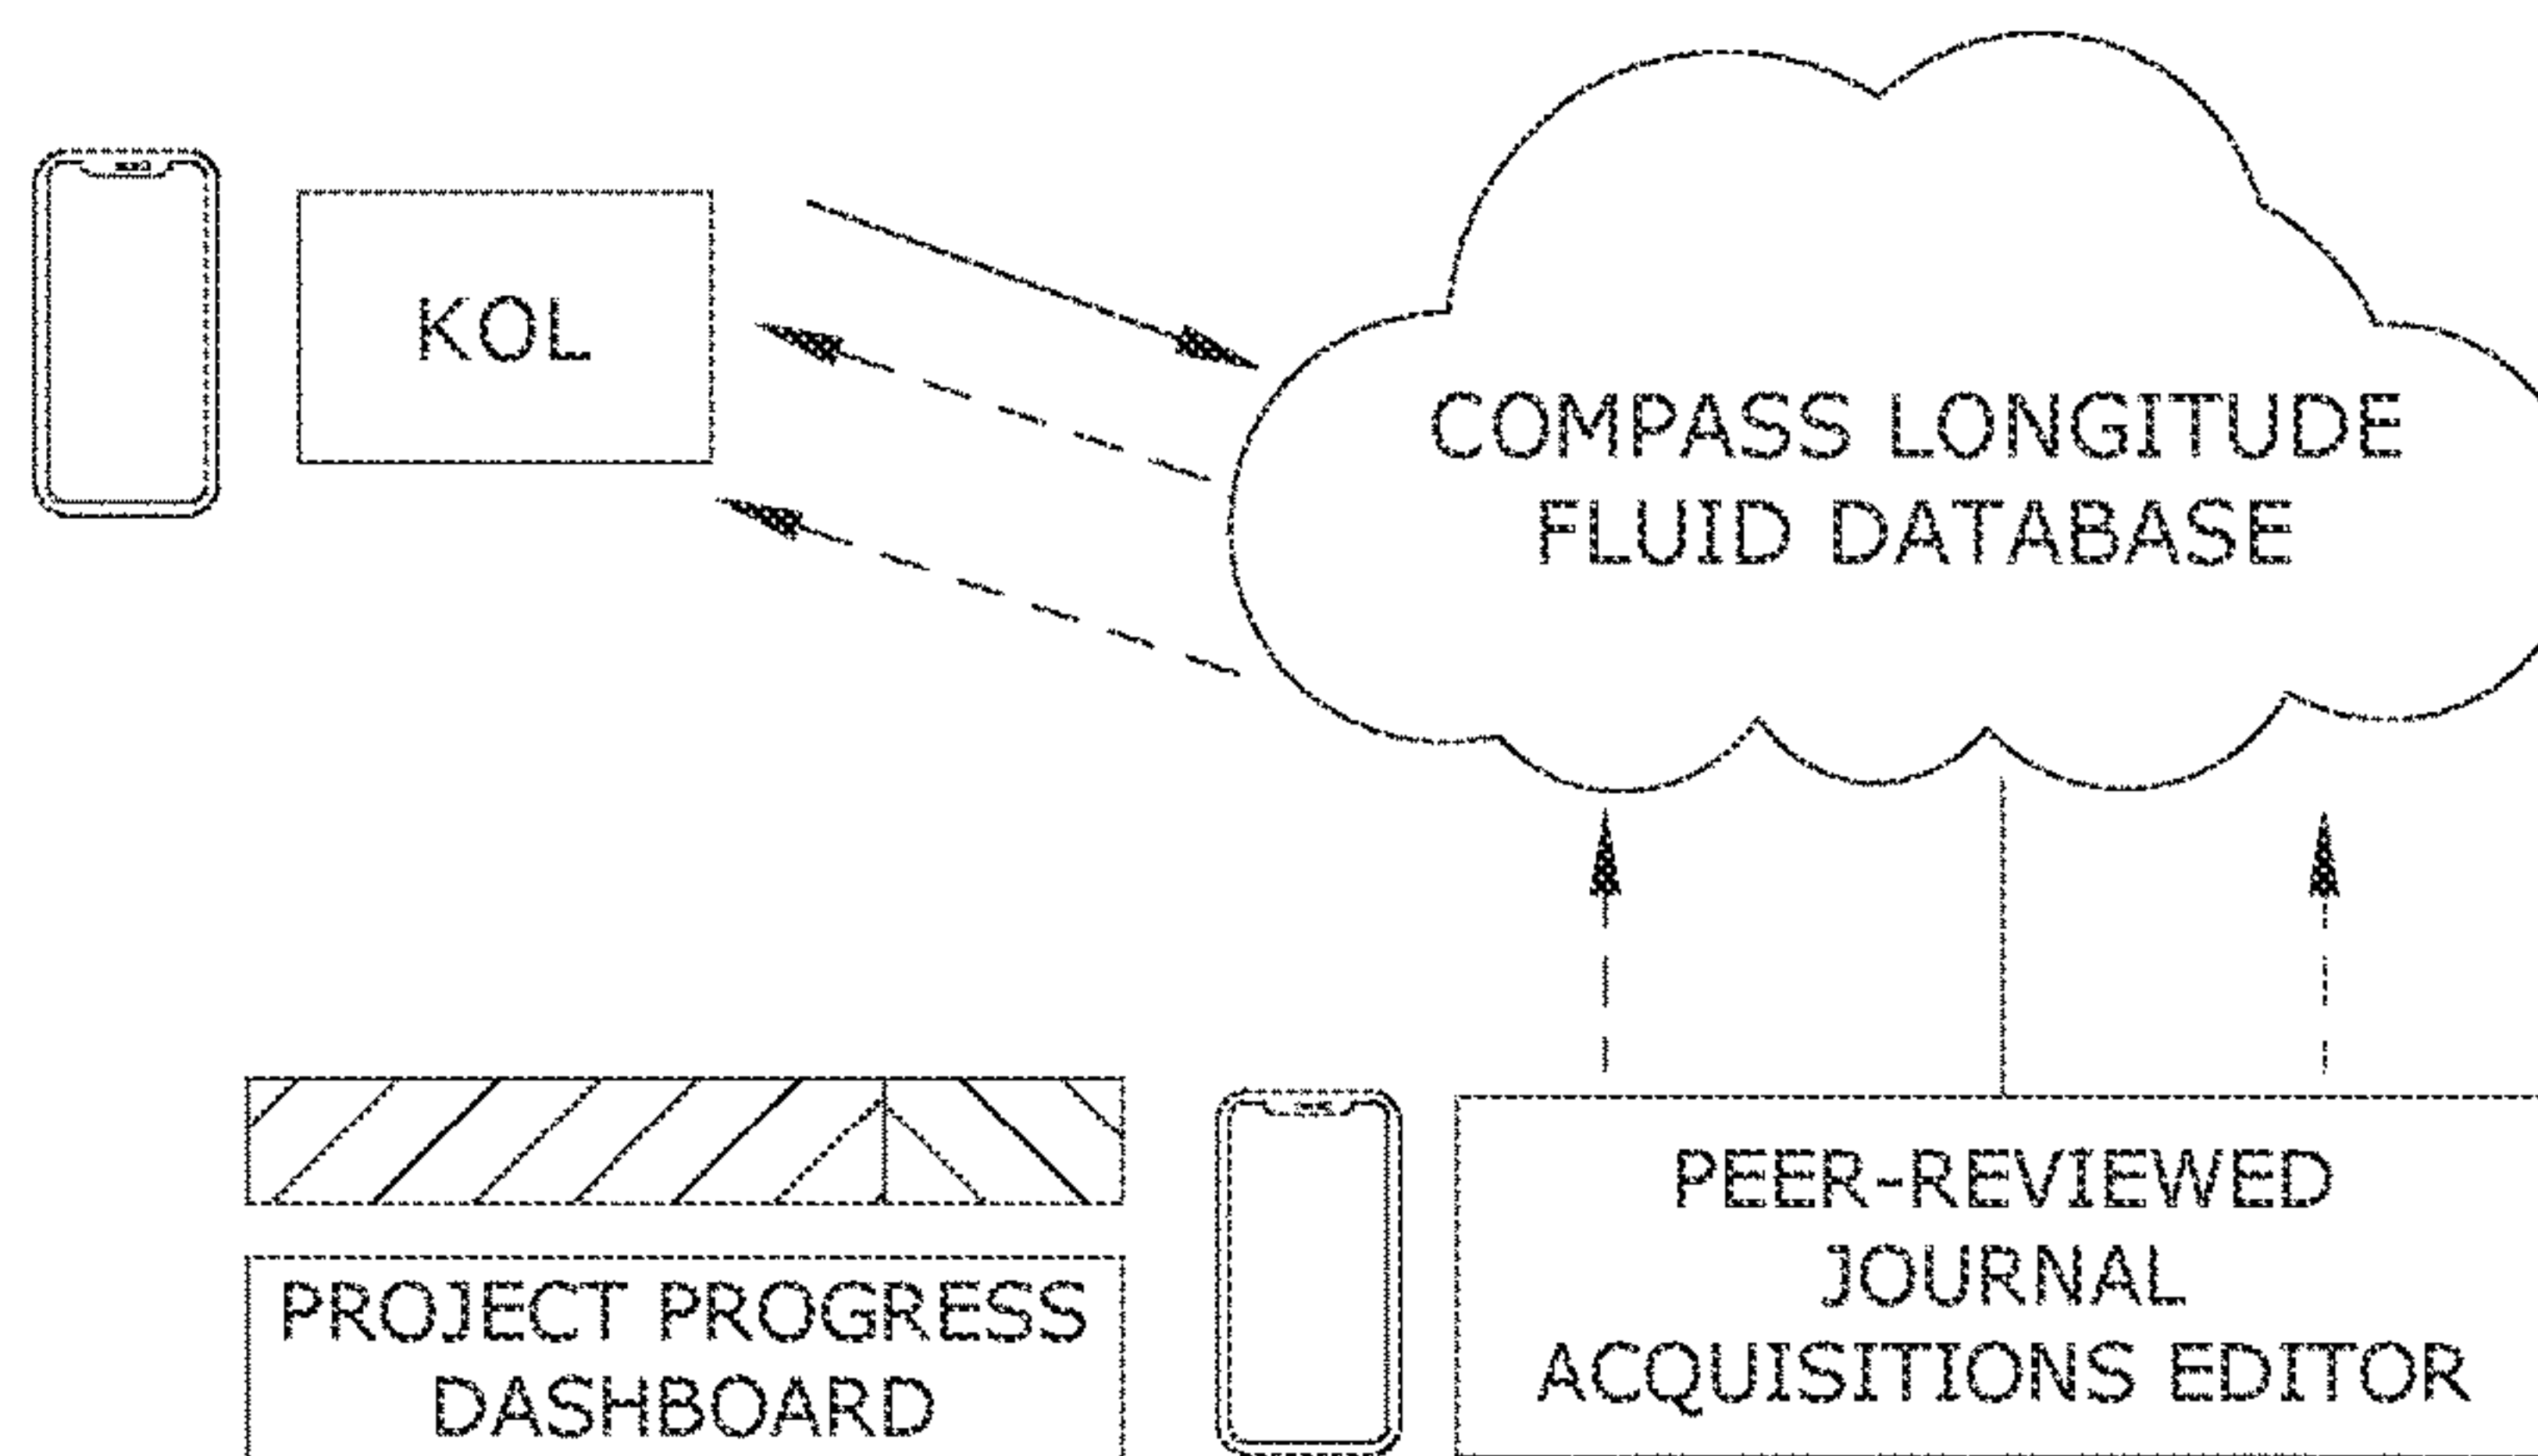 KOL
COMPASS LONGITUDE
FLUID DATABASE
PROJECT PROGRESS
DASHBOARD
PEER-REVIEWED
JOURNAL
ACQUISITIONS EDITOR